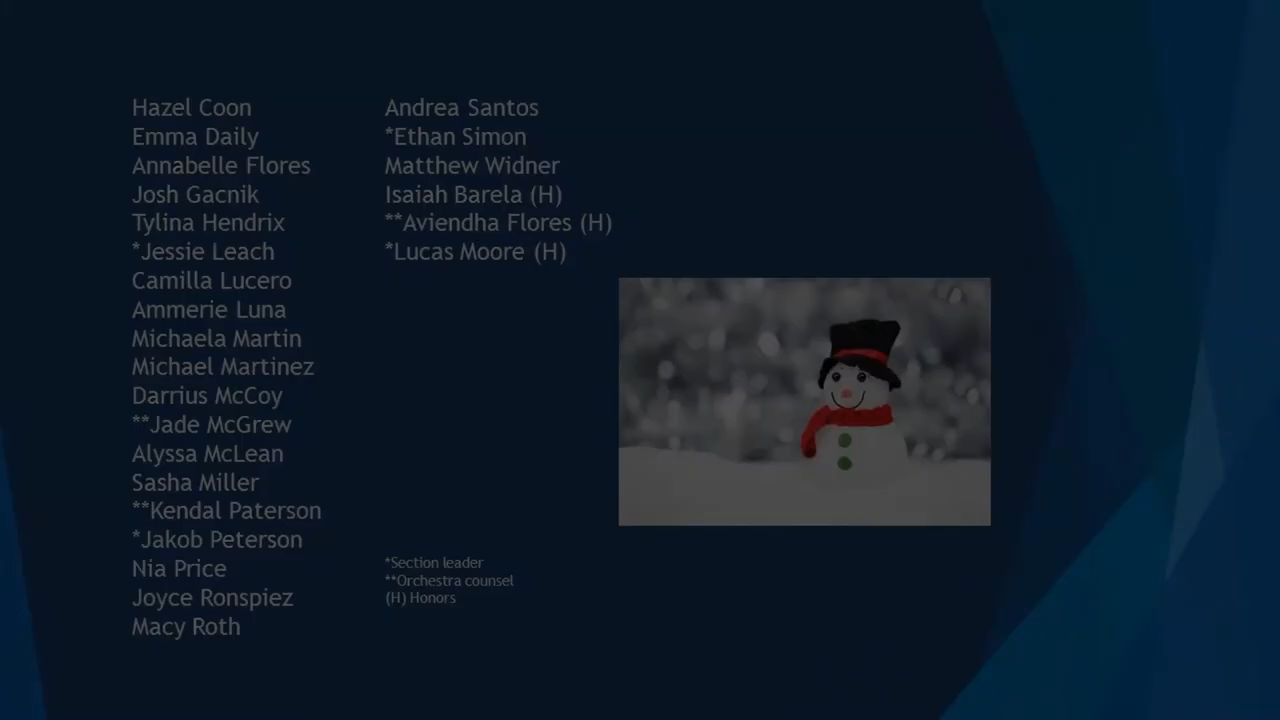 Hazel Coon
Emma Daily
Annabelle Flores
Josh Gacnik
Tylina Hendrix
*Jessie Leach
Camilla Lucero
Ammerie Luna
Michaela Martin
Michael Martinez
Darrius McCoy
**Jade McGrew
Alyssa McLean
Sasha Miller
**Kendal Paterson
*Jakob Peterson
Nia Price
Joyce Ronspiez
Macy Roth
Andrea Santos
*Ethan Simon
Matthew Widner
Isaiah Barela (H)
**Aviendha Flores (H)
*Lucas Moore (H)
*Section leader
**Orchestra counsel
(H) Honors